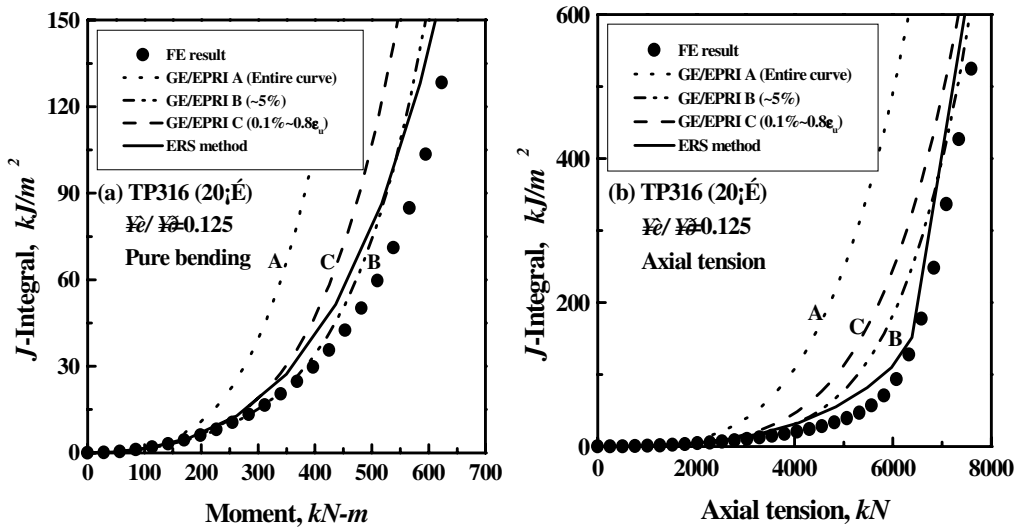 150
120
90
60
30
0
J-Integral, kJ/m²
FE result
GE/EPRI A (Entire curve)
GE/EPRI B (~5%)
GE/EPRI C (0.1%~0.8εu)
ERS method
(a) TP316 (20¡É)
=0.125
Pure bending
A
C
B
0 100 200 300 400 500 600 700
Moment, kN-m
600
400
200
0
J-Integral, kJ/m²
FE result
GE/EPRI A (Entire curve)
GE/EPRI B (~5%)
GE/EPRI C (0.1%~0.8εu)
ERS method
(b) TP316 (20¡É)
=0.125
Axial tension
A
C
B
0 2000 4000 6000 8000
Axial tension, kN